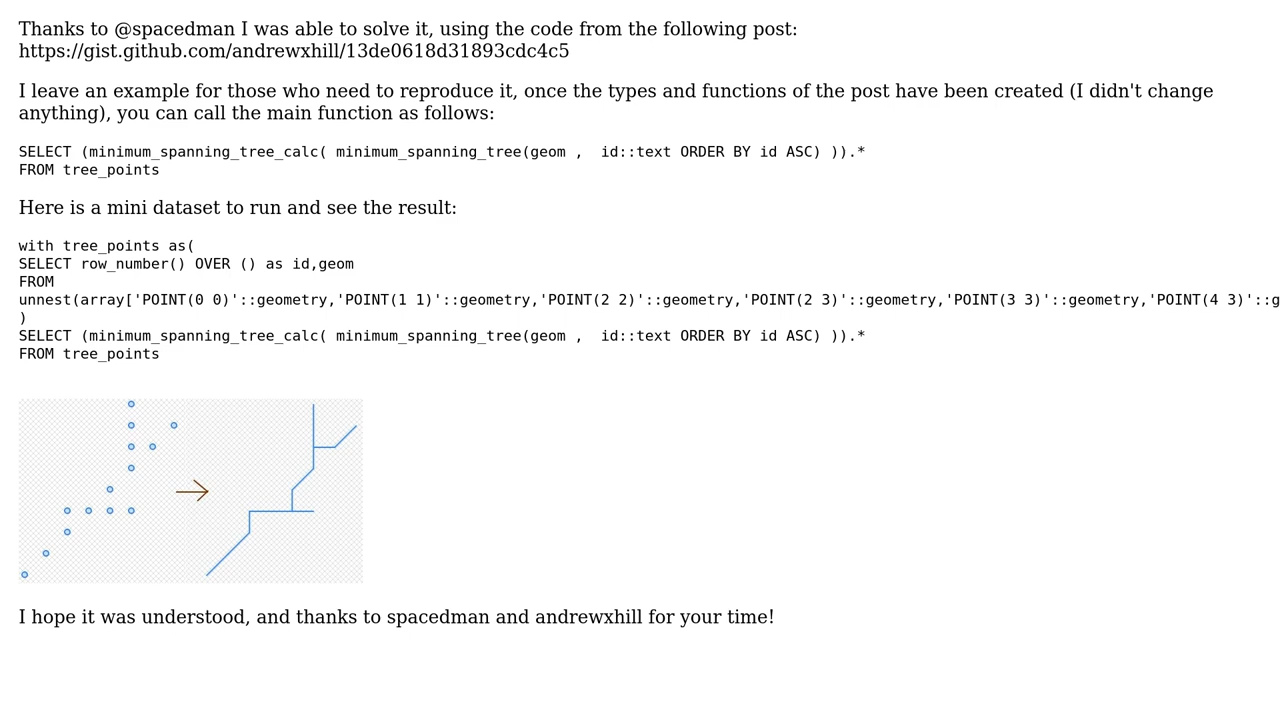 Thanks to @spacedman I was able to solve it, using the code from the following post:
https://gist.github.com/andrewxhill/13de0618d31893cdc4c5
I leave an example for those who need to reproduce it, once the types and functions of the post have been created (I didn't change
anything), you can call the main function as follows:
SELECT (minimum_spanning_tree_calc( minimum_spanning_tree(geom ,  id::text ORDER BY id ASC) )).*
FROM tree_points
Here is a mini dataset to run and see the result:
with tree_points as(
SELECT row_number() OVER () as id,geom
FROM
unnest(array['POINT(0 0)'::geometry,'POINT(1 1)'::geometry,'POINT(2 2)'::geometry,'POINT(2 3)'::geometry,'POINT(3 3)'::geometry,'POINT(4 3)'::g
)
SELECT (minimum_spanning_tree_calc( minimum_spanning_tree(geom ,  id::text ORDER BY id ASC) )).*
FROM tree_points
I hope it was understood, and thanks to spacedman and andrewxhill for your time!